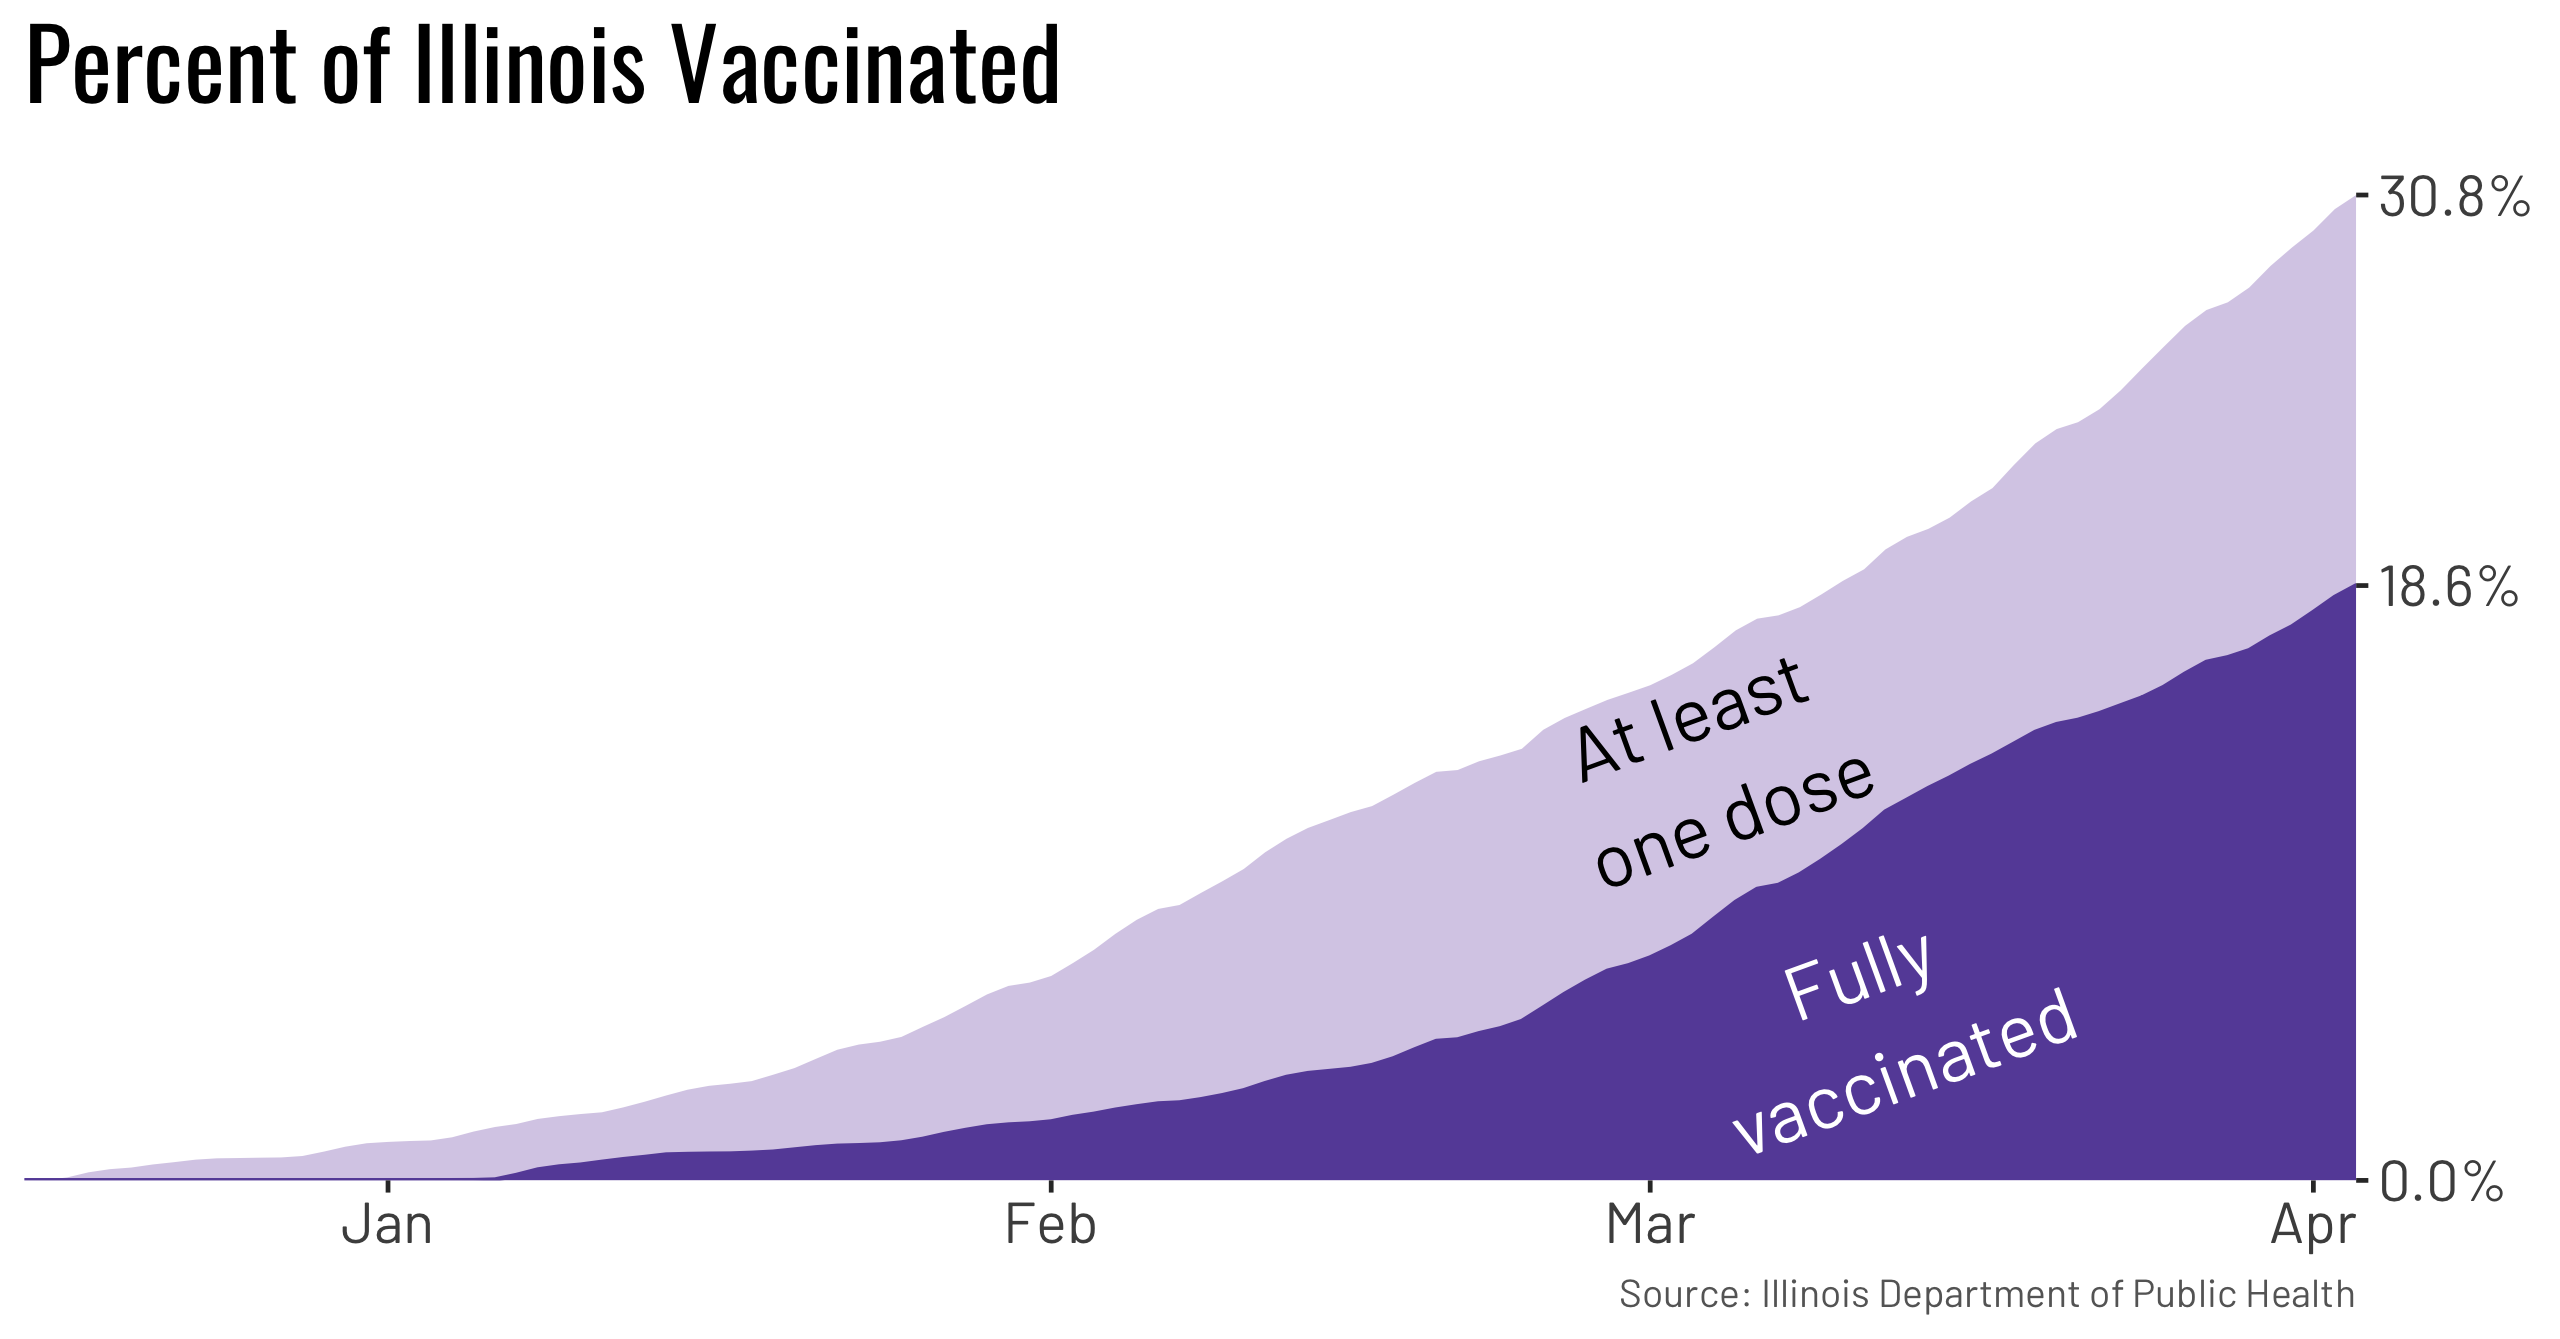 Percent of Illinois Vaccinated
30.8%
18.6%
At least
one dose
Fully
vaccinated
0.0%
Jan Feb Mar Apr
Source: Illinois Department of Public Health